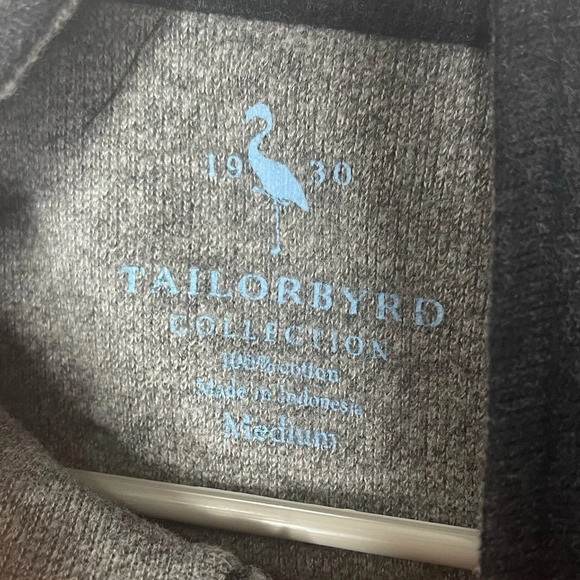 19 30
TAILORBYRD
COLLECTION
100% cotton
Made in Indonesia
Medium